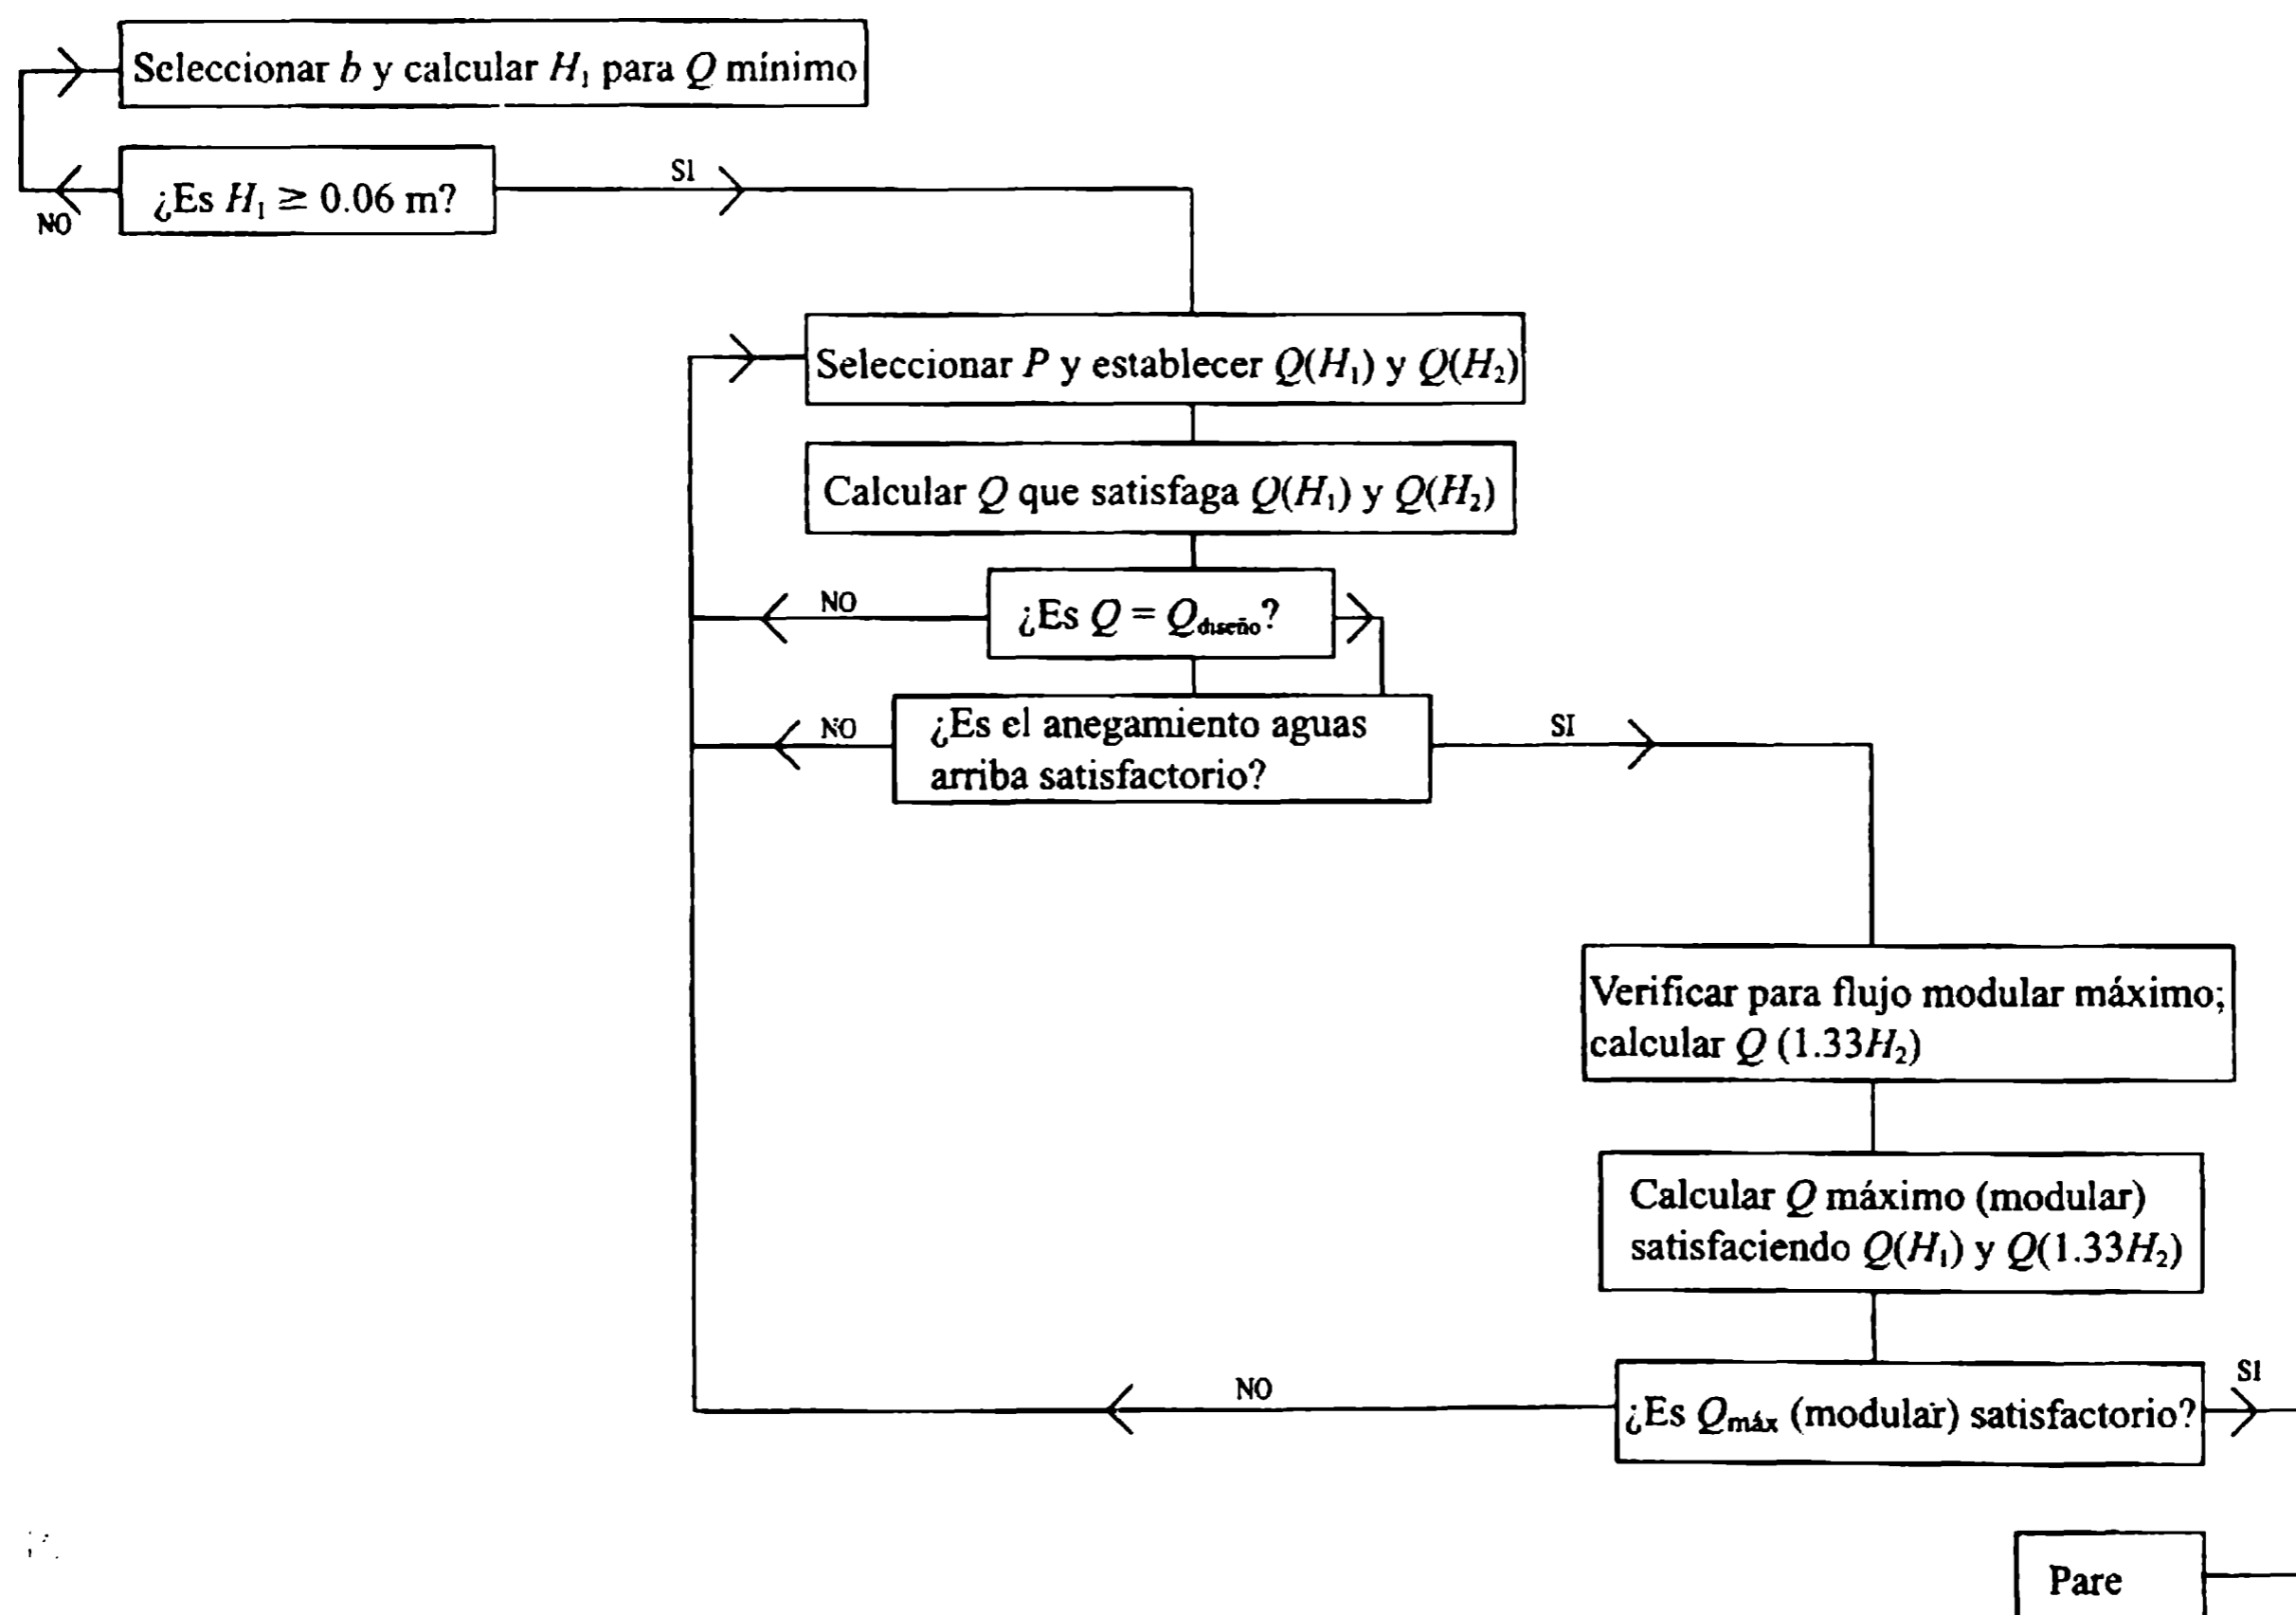 Seleccionar b y calcular H₁ para Q mínimo
¿Es H₁ ≥ 0.06 m?
SI
NO
Seleccionar P y establecer Q(H₁) y Q(H₂)
Calcular Q que satisfaga Q(H₁) y Q(H₂)
NO
¿Es Q = Q diseño?
NO
¿Es el anegamiento aguas
arriba satisfactorio?
SI
Verificar para flujo modular máximo;
calcular Q (1.33H₂)
Calcular Q máximo (modular)
satisfaciendo Q(H₁) y Q(1.33H₂)
NO
¿Es Qmáx (modular) satisfactorio?
SI
Pare